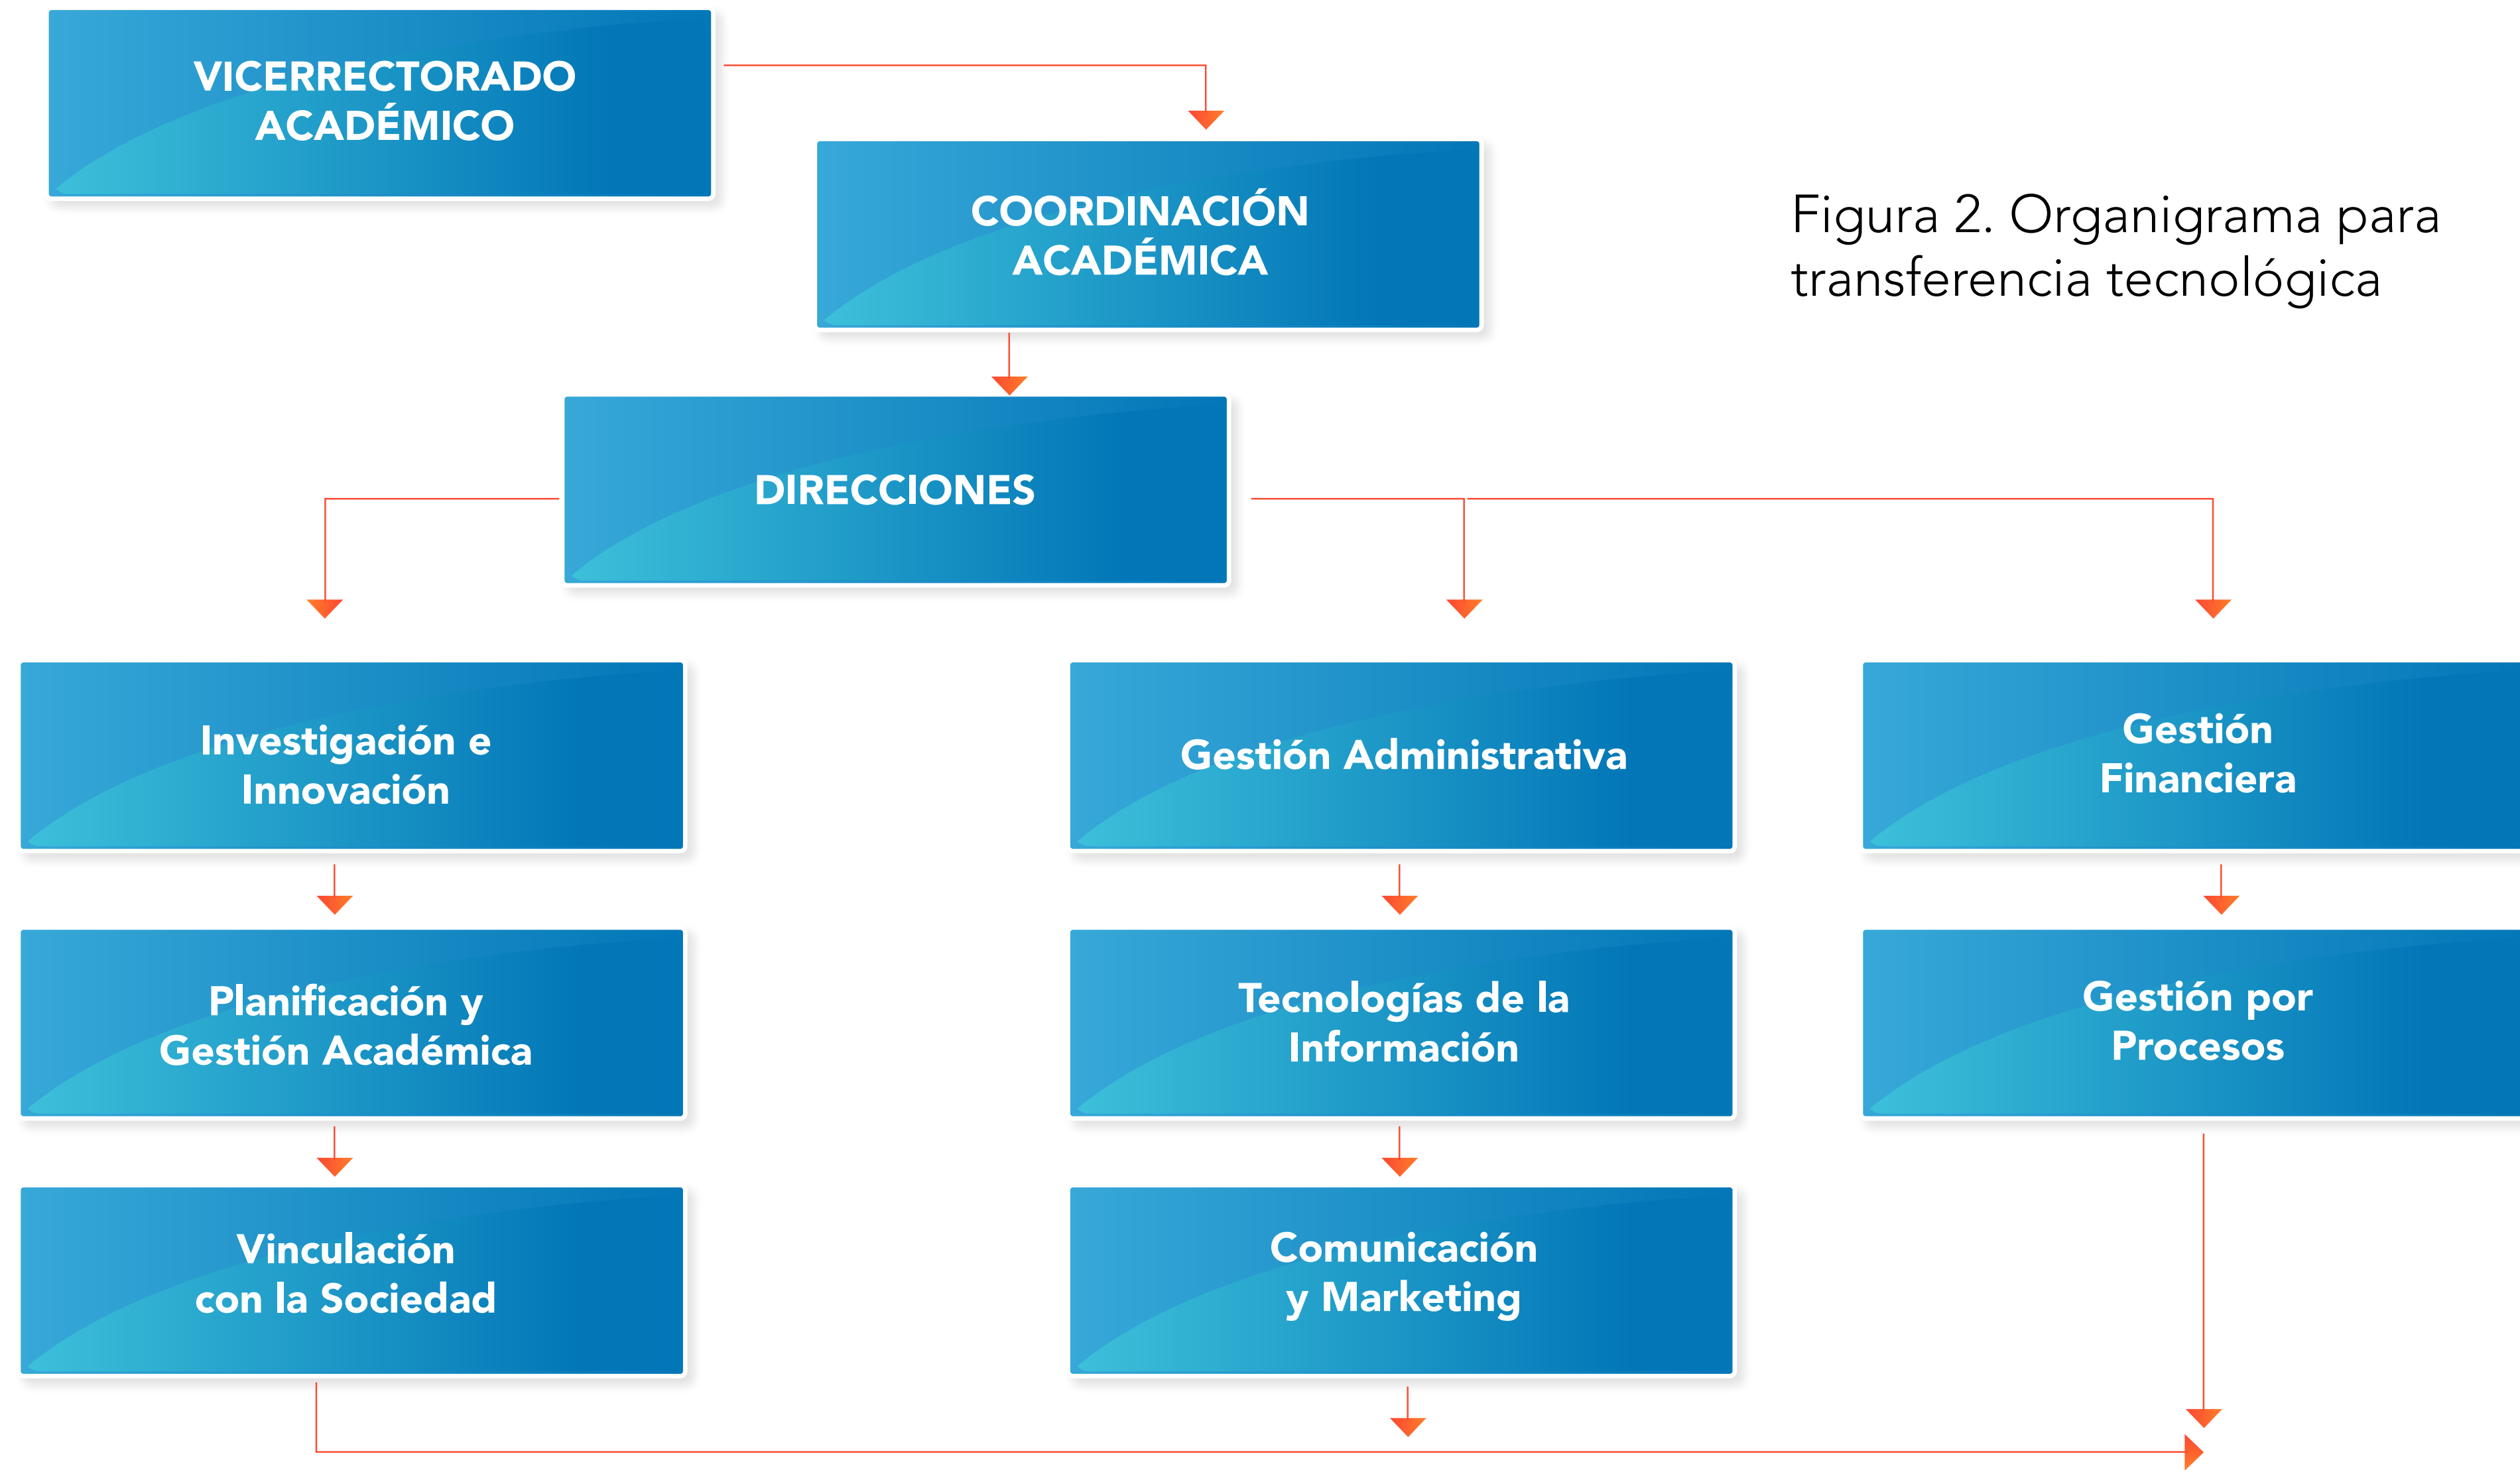 VICERRECTORADO
ACADÉMICO
COORDINACIÓN
ACADÉMICA
Figura 2. Organigrama para
transferencia tecnológica
DIRECCIONES
Investigación e
Innovación
Planificación y
Gestión Académica
Vinculación
con la Sociedad
Gestión Administrativa
Tecnologías de la
Información
Comunicación
y Marketing
Gestión
Financiera
Gestión por
Procesos